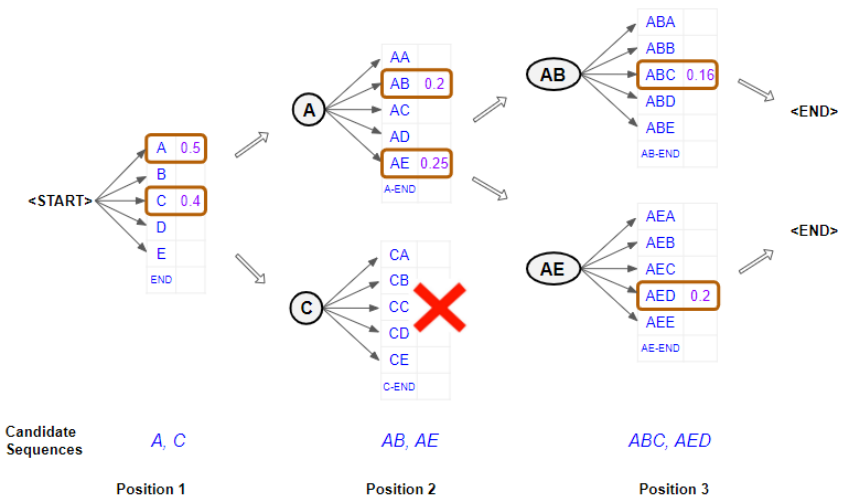 <START>
A 0.5
B
C 0.4
D
E
END
A
AA
AB 0.2
AC
AD
AE 0.25
A-END
C
CA
CB
CC
CD
CE
C-END
AB
ABA
ABB
ABC 0.16
ABD
ABE
AB-END
<END>
AE
AEA
AEB
AEC
AED 0.2
AEE
AE-END
<END>
Candidate
Sequences
A, C
AB, AE
ABC, AED
Position 1
Position 2
Position 3